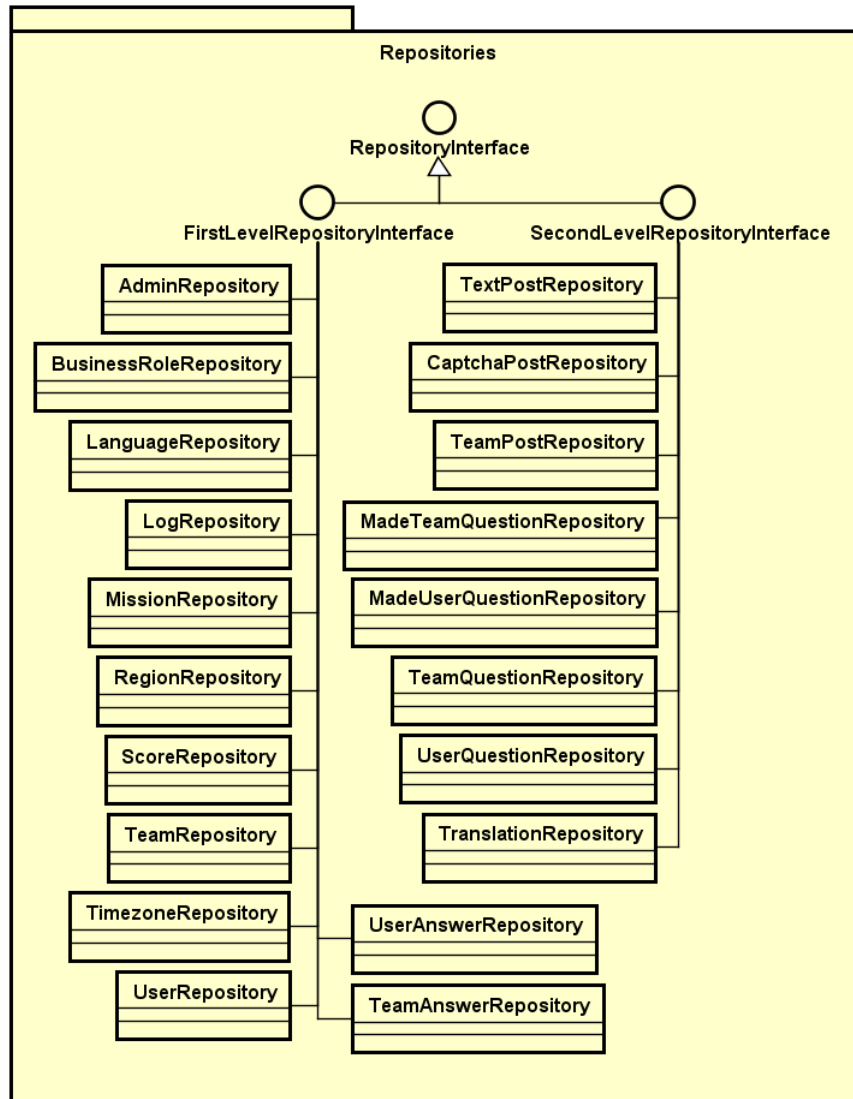 Repositories
RepositoryInterface
FirstLevelRepositoryInterface
SecondLevelRepositoryInterface
AdminRepository
TextPostRepository
BusinessRoleRepository
CaptchaPostRepository
LanguageRepository
TeamPostRepository
LogRepository
MadeTeamQuestionRepository
MissionRepository
MadeUserQuestionRepository
RegionRepository
TeamQuestionRepository
ScoreRepository
UserQuestionRepository
TeamRepository
TranslationRepository
TimezoneRepository
UserAnswerRepository
UserRepository
TeamAnswerRepository